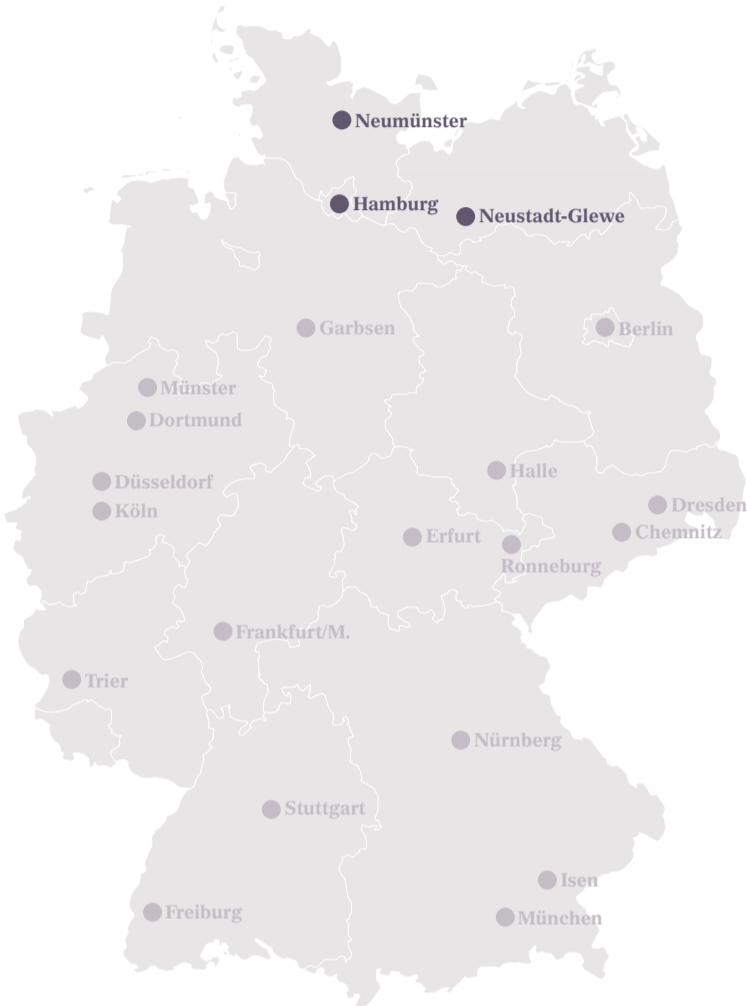 Neumünster
Hamburg
Neustadt-Glewe
Garbsen
Berlin
Münster
Dortmund
Halle
Düsseldorf
Dresden
Köln
Chemnitz
Erfurt
Ronneburg
Frankfurt/M.
Trier
Nürnberg
Stuttgart
Isen
Freiburg
München